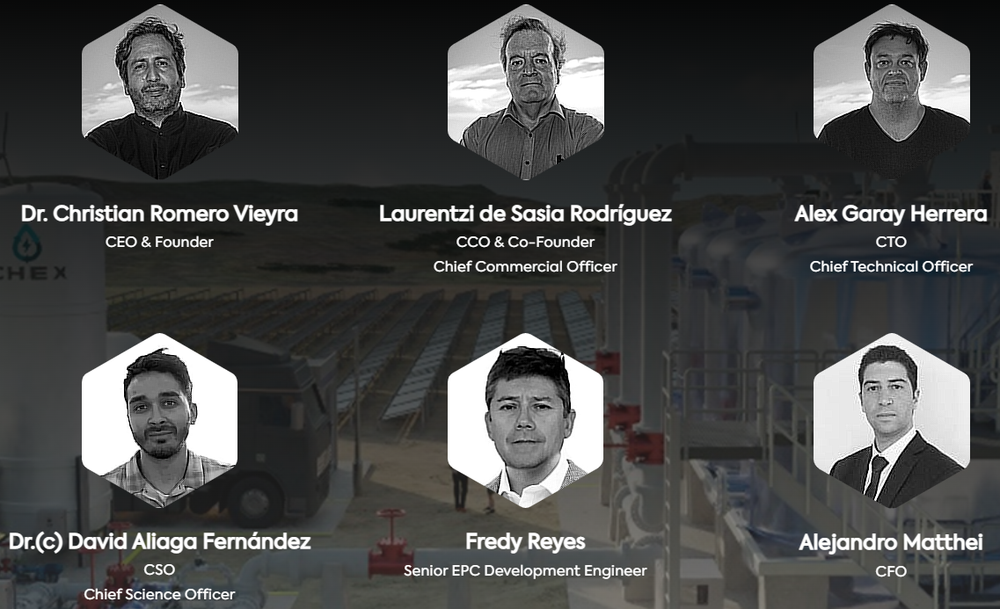 Dr. Christian Romero Vieyra
CEO & Founder
Laurentzi de Sasia Rodríguez
CCO & Co-Founder
Chief Commercial Officer
Alex Garay Herrera
CTO
Chief Technical Officer
CHEX
Dr.(c) David Aliaga Fernández
CSO
Chief Science Officer
Fredy Reyes
Senior EPC Development Engineer
Alejandro Matthei
CFO